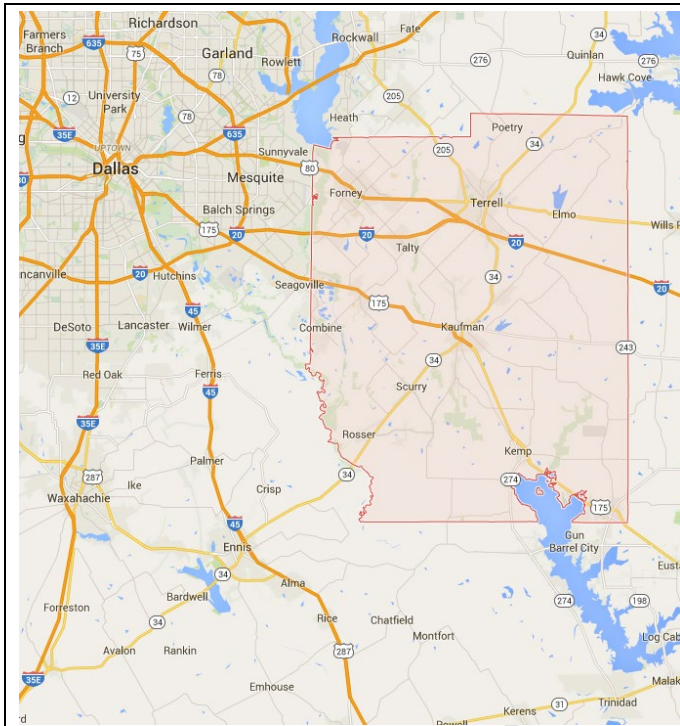 Richardson
Fate
34
Farmers
Branch
635
75
Rockwall
Quinlan
Garland
Rowlett
276
276
78
Hawk Cove
12
University
Park
205
78
Heath
35E
635
Poetry
34
UPTOWN
Dallas
Sunnyvale
205
80
Mesquite
Forney
Terrell
Balch Springs
Elmo
175
Wills
20
20
Talty
20
34
20
Hutchins
Seagoville
20
45
175
DeSoto
Lancaster
Wilmer
Combine
Kaufman
35E
243
34
Red Oak
Ferris
Scurry
45
35E
Rosser
Kemp
287
Palmer
34
274
Ike
Crisp
Waxahachie
175
45
Gun
Barrel City
Ennis
34
Alma
Bardwell
274
198
Forreston
Rice
Chatfield
34
Montfort
Log Cab
Avalon
Rankin
287
35E
Malak
Emhouse
Trinidad
31
Kerens